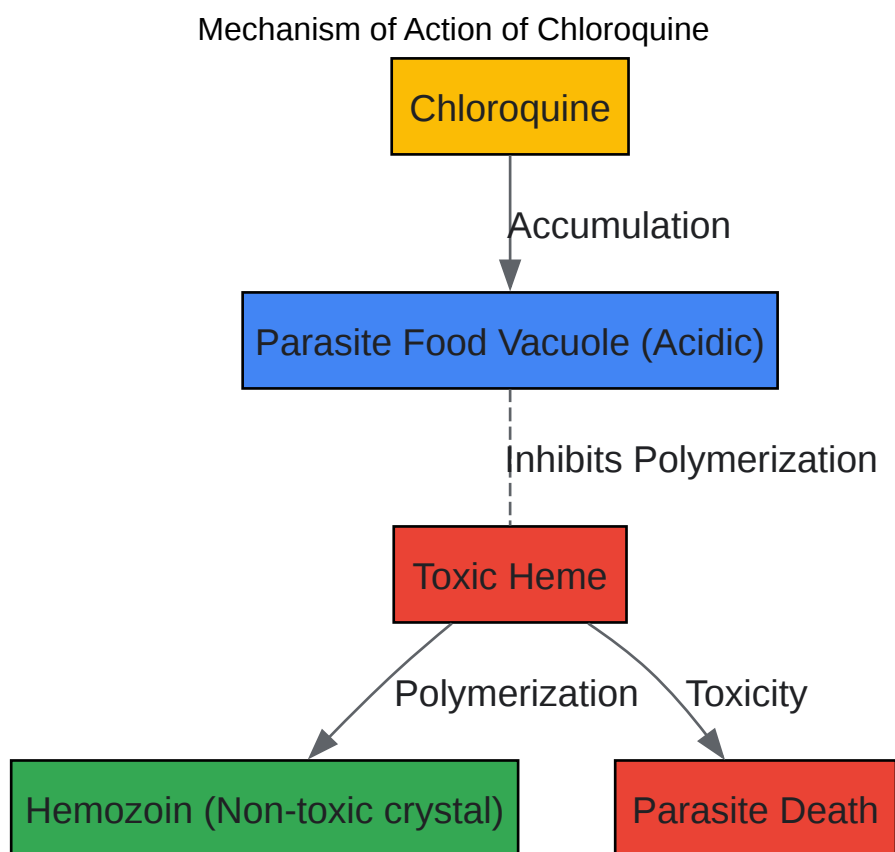 Mechanism of Action of Chloroquine
Chloroquine
Accumulation
Parasite Food Vacuole (Acidic)
Inhibits Polymerization
Toxic Heme
Polymerization
Toxicity
Hemozoin (Non-toxic crystal)
Parasite Death